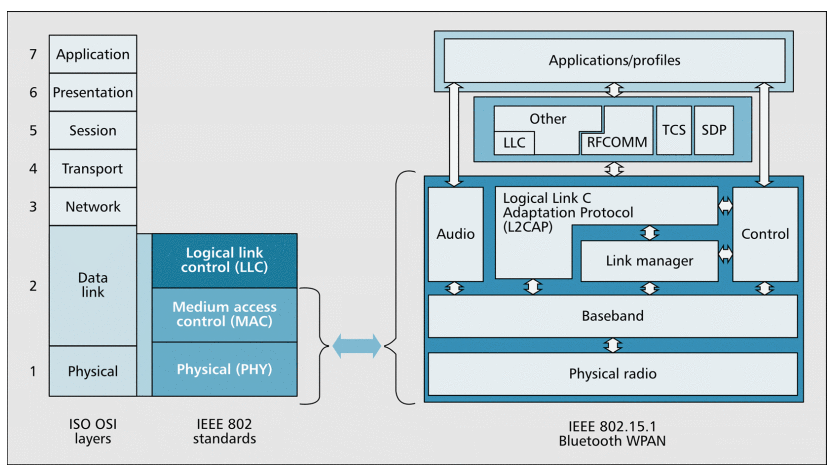 7 Application
6 Presentation
5 Session
4 Transport
3 Network
2 Data
link
1 Physical
ISO OSI
layers
Logical link
control (LLC)
Medium access
control (MAC)
Physical (PHY)
IEEE 802
standards
Applications/profiles
Other
LLC
RFCOMM
TCS
SDP
Audio
Logical Link C
Adaptation Protocol
(L2CAP)
Link manager
Control
Baseband
Physical radio
IEEE 802.15.1
Bluetooth WPAN